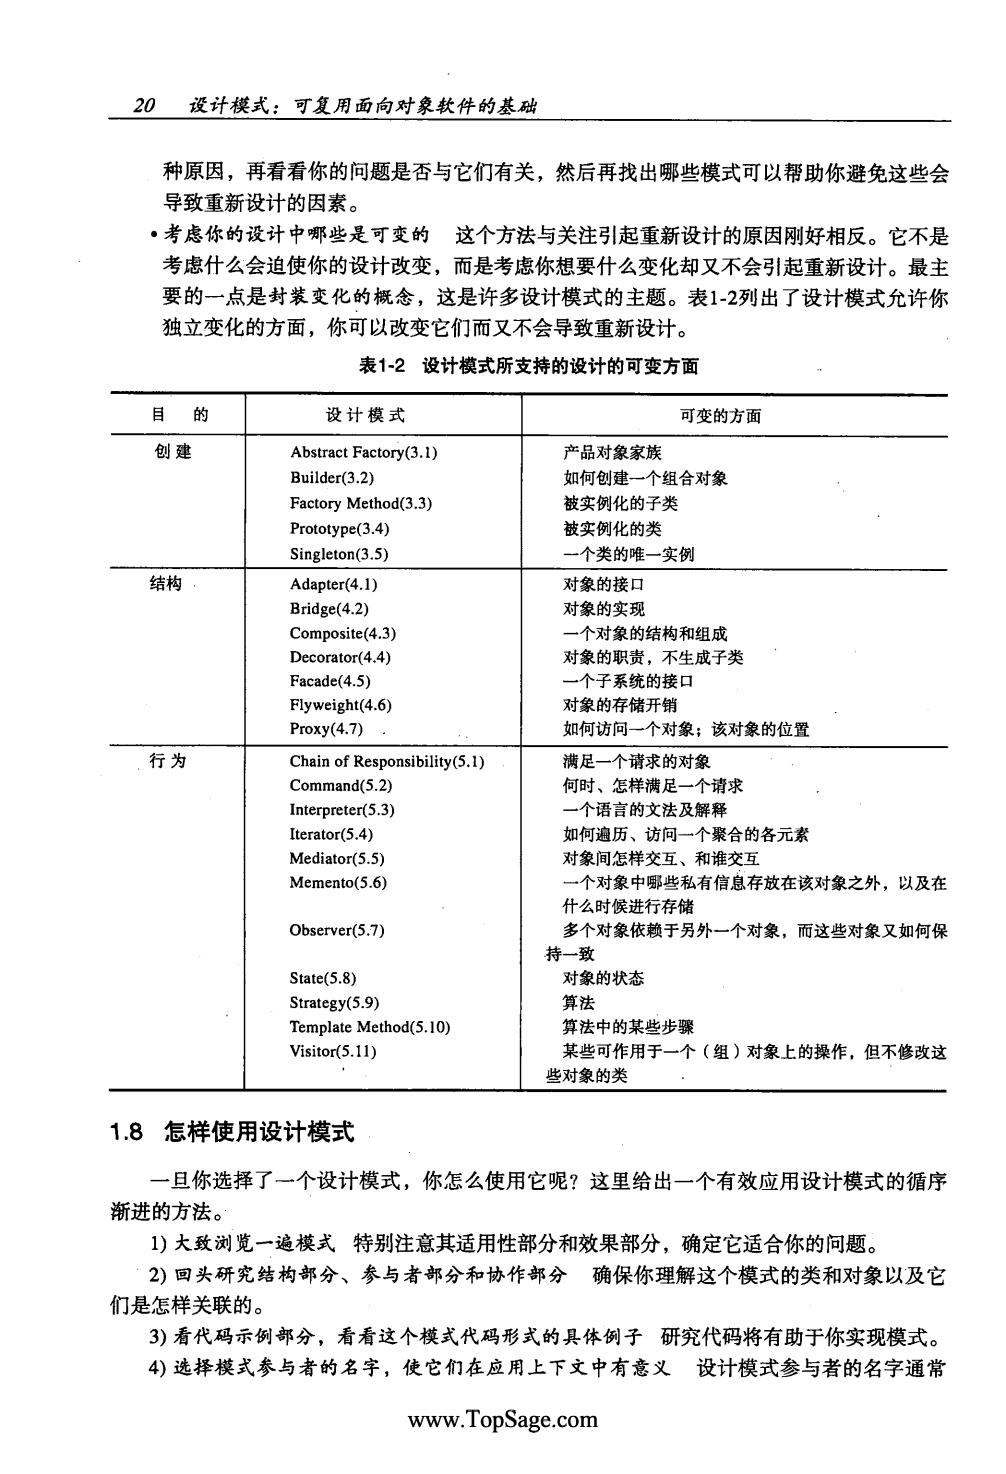 20 设计模式：可复用面向对象软件的基础
种原因，再看看你的问题是否与它们有关，然后再找出哪些模式可以帮助你避免这些会
导致重新设计的因素。
•考虑你的设计中哪些是可变的 这个方法与关注引起重新设计的原因刚好相反。它不是
考虑什么会迫使你的设计改变，而是考虑你想要什么变化却又不会引起重新设计。最主
要的一点是封装变化的概念，这是许多设计模式的主题。表1-2列出了设计模式允许你
独立变化的方面，你可以改变它们而又不会导致重新设计。
表1-2 设计模式所支持的设计的可变方面
目 的 设计模式 可变的方面
创建 Abstract Factory(3.1) 产品对象家族
Builder(3.2) 如何创建一个组合对象
Factory Method(3.3) 被实例化的子类
Prototype(3.4) 被实例化的类
Singleton(3.5) 一个类的唯一实例
结构 Adapter(4.1) 对象的接口
Bridge(4.2) 对象的实现
Composite(4.3) 一个对象的结构和组成
Decorator(4.4) 对象的职责，不生成子类
Facade(4.5) 一个子系统的接口
Flyweight(4.6) 对象的存储开销
Proxy(4.7) 如何访问一个对象；该对象的位置
行为 Chain of Responsibility(5.1) 满足一个请求的对象
Command(5.2) 何时、怎样满足一个请求
Interpreter(5.3) 一个语言的文法及解释
Iterator(5.4) 如何遍历、访问一个聚合的各元素
Mediator(5.5) 对象间怎样交互、和谁交互
Memento(5.6) 一个对象中哪些私有信息存放在该对象之外，以及在
什么时候进行存储
Observer(5.7) 多个对象依赖于另外一个对象，而这些对象又如何保
持一致
State(5.8) 对象的状态
Strategy(5.9) 算法
Template Method(5.10) 算法中的某些步骤
Visitor(5.11) 某些可作用于一个（组）对象上的操作，但不修改这
些对象的类
1.8 怎样使用设计模式
一旦你选择了一个设计模式，你怎么使用它呢？这里给出一个有效应用设计模式的循序
渐进的方法。
1) 大致浏览一遍模式 特别注意其适用性部分和效果部分，确定它适合你的问题。
2) 回头研究结构部分、参与者部分和协作部分 确保你理解这个模式的类和对象以及它
们是怎样关联的。
3) 看代码示例部分，看看这个模式代码形式的具体例子 研究代码将有助于你实现模式。
4) 选择模式参与者的名字，使它们在应用上下文中有意义 设计模式参与者的名字通常
www.TopSage.com